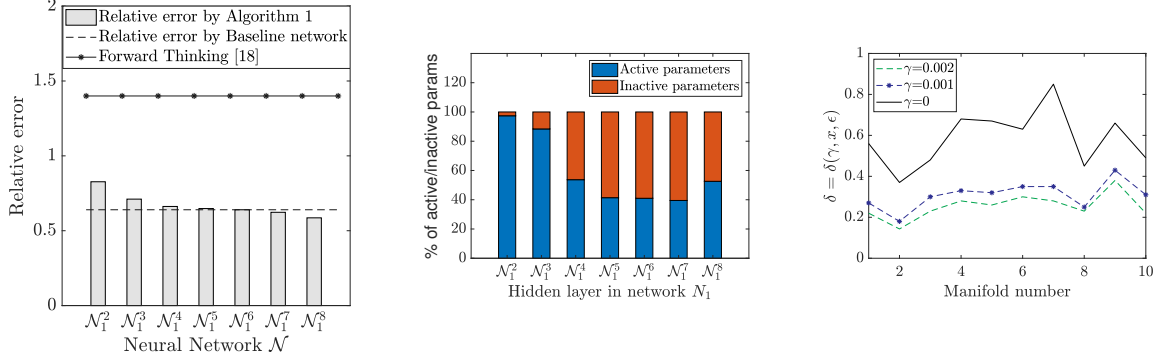 2
1.5
1
0.5
0
Relative error
Relative error by Algorithm 1
Relative error by Baseline network
Forward Thinking [18]
𝒩₁² 𝒩₁³ 𝒩₁⁴ 𝒩₁⁵ 𝒩₁⁶ 𝒩₁⁷ 𝒩₁⁸
Neural Network 𝒩
120
100
80
60
40
20
0
% of active/inactive params
Active parameters
Inactive parameters
𝒩₁² 𝒩₁³ 𝒩₁⁴ 𝒩₁⁵ 𝒩₁⁶ 𝒩₁⁷ 𝒩₁⁸
Hidden layer in network N₁
1
0.8
0.6
0.4
0.2
0
δ = δ(γ, x, ϵ)
γ=0.002
γ=0.001
γ=0
2 4 6 8 10
Manifold number